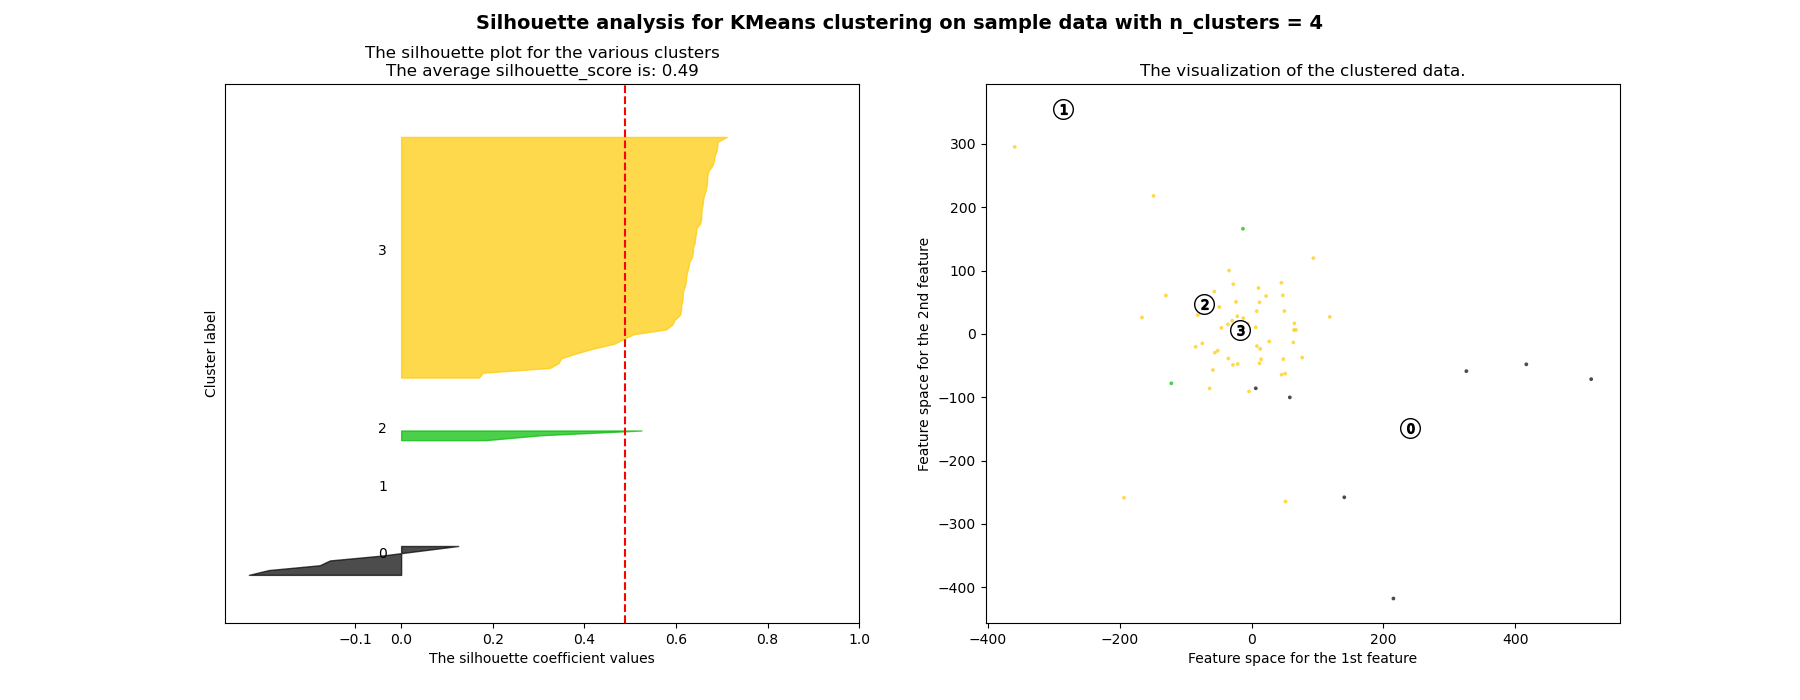 Silhouette analysis for KMeans clustering on sample data with n_clusters = 4
The silhouette plot for the various clusters
The average silhouette_score is: 0.49
3
2
1
0
Cluster label
−0.1 0.0 0.2 0.4 0.6 0.8 1.0
The silhouette coefficient values
The visualization of the clustered data.
1
2
3
0
Feature space for the 2nd feature
300
200
100
0
−100
−200
−300
−400
−400 −200 0 200 400
Feature space for the 1st feature